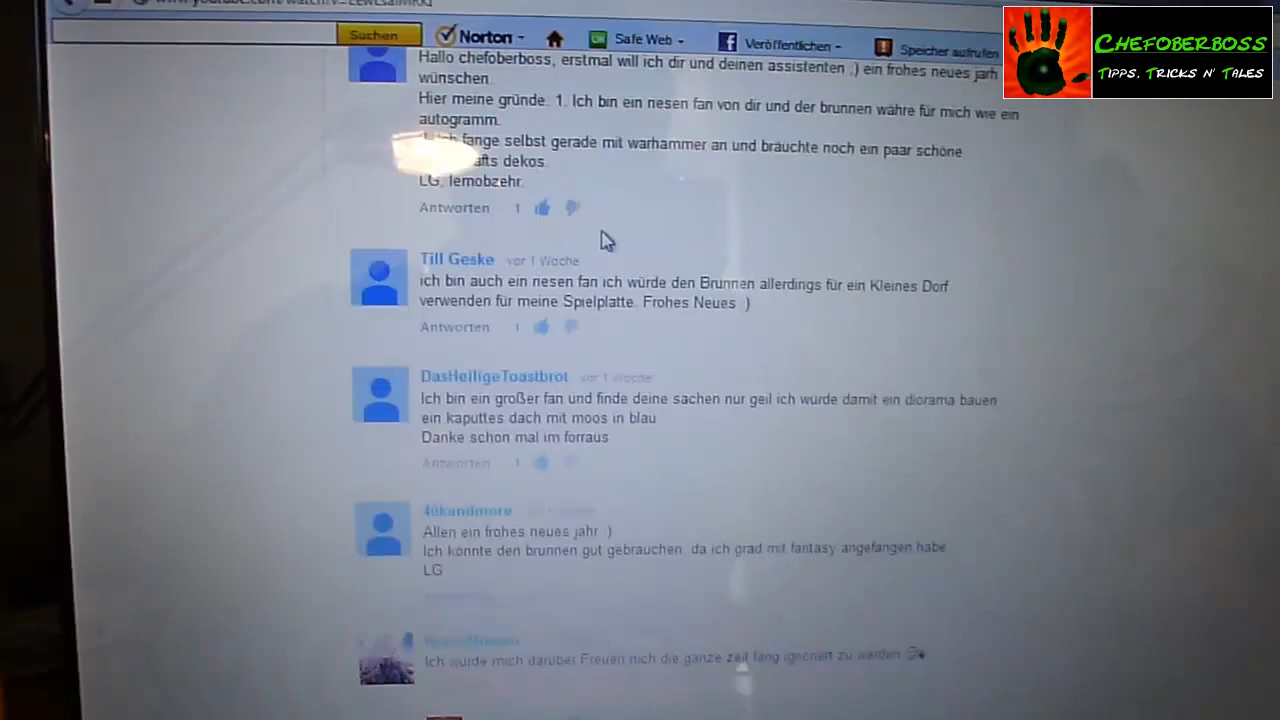 Suchen Norton Safe Web Veröffentlichen Speicher aufrufen
CHEFOBERBOSS
TIPPS, TRICKS N' TALES
Hallo chefoberboss, erstmal will ich dir und deinen assistenten ;) ein frohes neues jarh
wünschen.
Hier meine gründe. 1. Ich bin ein riesen fan von dir und der brunnen währe für mich wie ein
autogramm.
fange selbst gerade mit warhammer an und bräuchte noch ein paar schöne
dekos.
LG, lernobzehr.
Antworten 1
Till Geske vor 1 Woche
ich bin auch ein riesen fan ich würde den Brunnen allerdings für ein Kleines Dorf
verwenden für meine Spielplatte. Frohes Neues :)
Antworten 1
DasHeiligeToastbrot vor 1 Woche
Ich bin ein großer fan und finde deine sachen nur geil ich würde damit ein diorama bauen
ein kaputtes dach mit moos in blau
Danke schon mal im forraus
Antworten 1
40kandmore
Allen ein frohes neues jahr :)
Ich könnte den brunnen gut gebrauchen, da ich grad mit fantasy angefangen habe
LG
Ich würde mich darüber Freuen nich die ganze zeit lang ignoriert zu werden